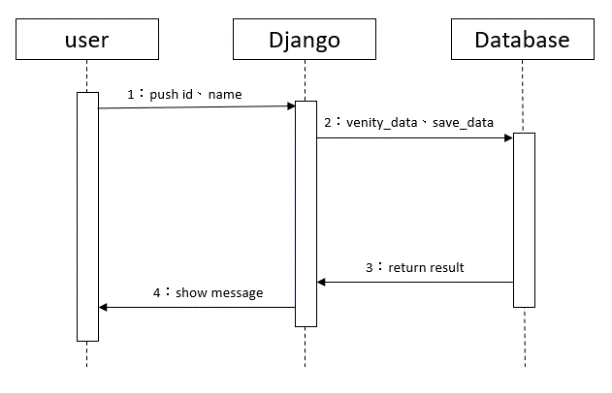 user
Django
Database
1：push id、name
2：venity_data、save_data
3：return result
4：show message